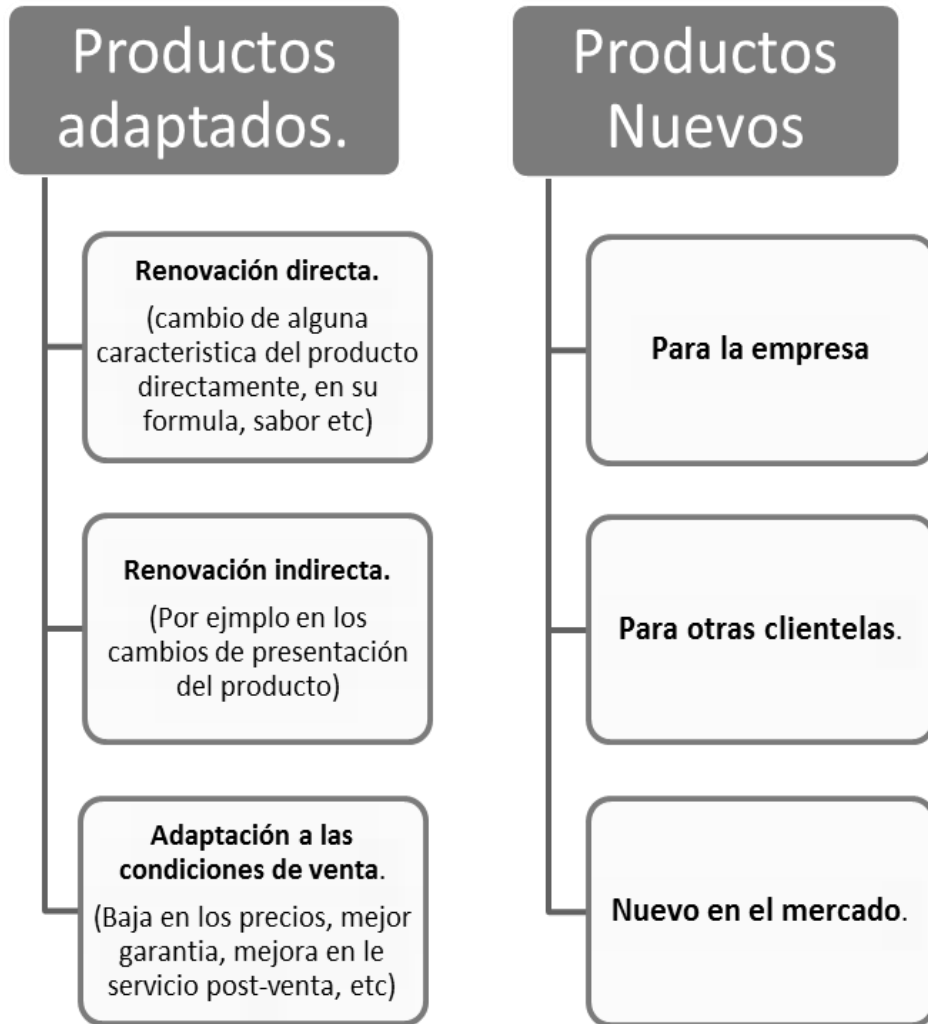 Productos
adaptados.
Renovación directa.
(cambio de alguna
caracteristica del producto
directamente, en su
formula, sabor etc)
Renovación indirecta.
(Por ejmplo en los
cambios de presentación
del producto)
Adaptación a las
condiciones de venta.
(Baja en los precios, mejor
garantia, mejora en le
servicio post-venta, etc)
Productos
Nuevos
Para la empresa
Para otras clientelas.
Nuevo en el mercado.